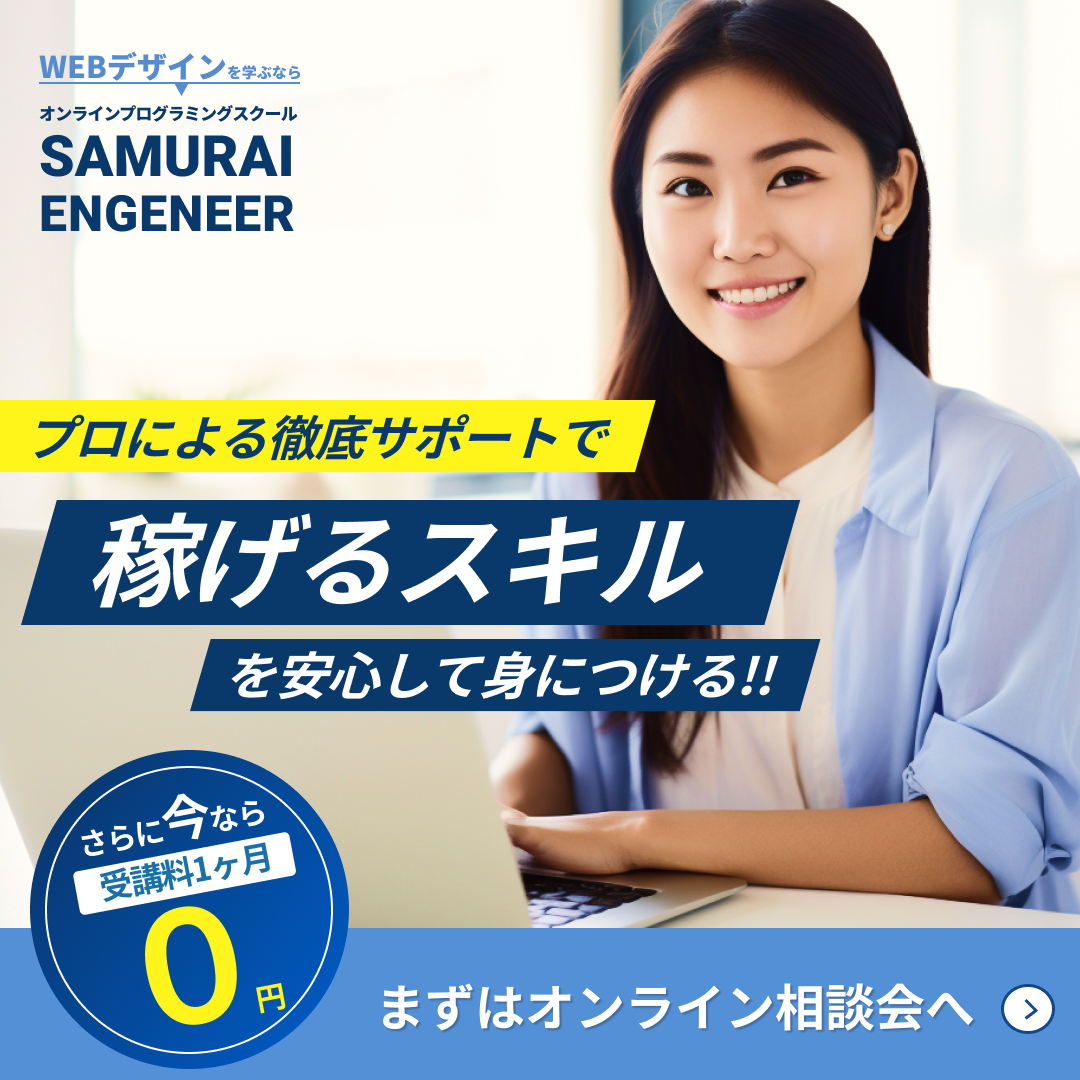 WEBデザインを学ぶなら
オンラインプログラミングスクール
SAMURAI
ENGENEER
プロによる徹底サポートで
稼げるスキル
を安心して身につける!!
さらに今なら
受講料1ヶ月
0円
まずはオンライン相談会へ